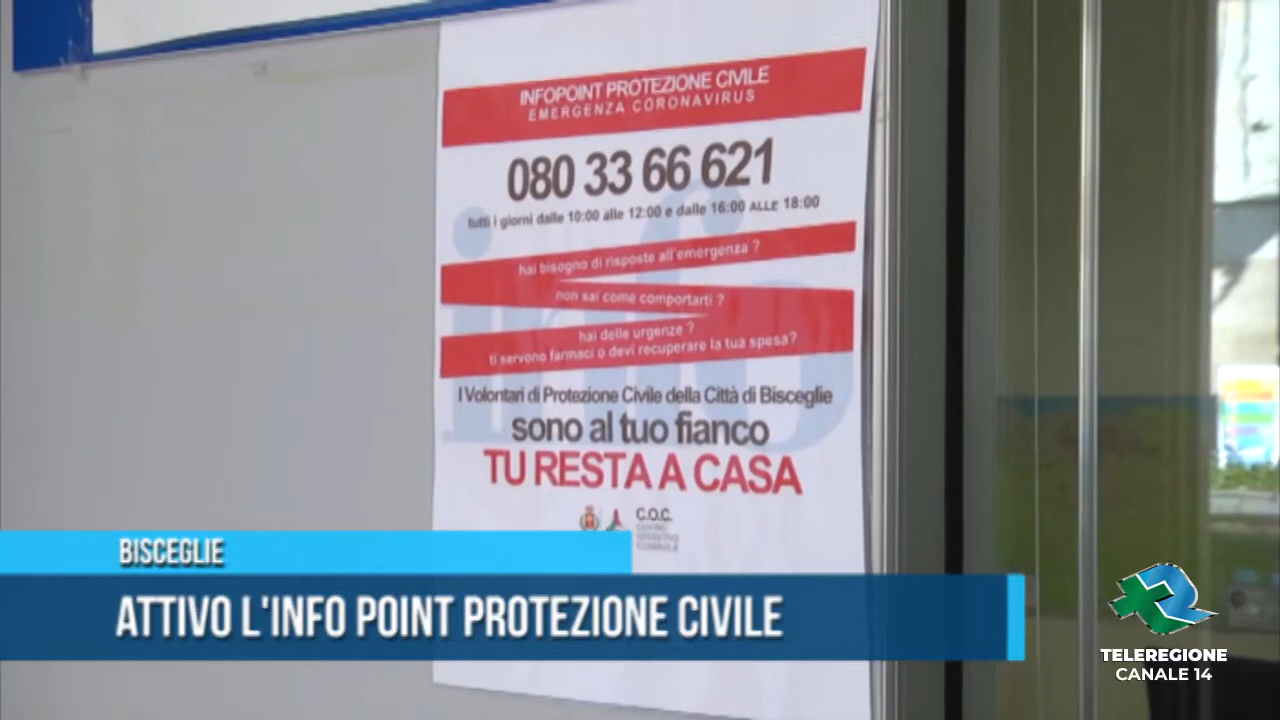 INFOPOINT PROTEZIONE CIVILE
EMERGENZA CORONAVIRUS
080 33 66 621
tutti i giorni dalle 10:00 alle 12:00 e dalle 16:00 ALLE 18:00
hai bisogno di risposte all'emergenza ?
non sai come comportarti ?
hai delle urgenze ?
ti servono farmaci o devi recuperare la tua spesa?
I Volontari di Protezione Civile della Città di Bisceglie
sono al tuo fianco
TU RESTA A CASA
C.O.C.
CENTRO
OPERATIVO
COMUNALE
BISCEGLIE
ATTIVO L'INFO POINT PROTEZIONE CIVILE
TELEREGIONE
CANALE 14